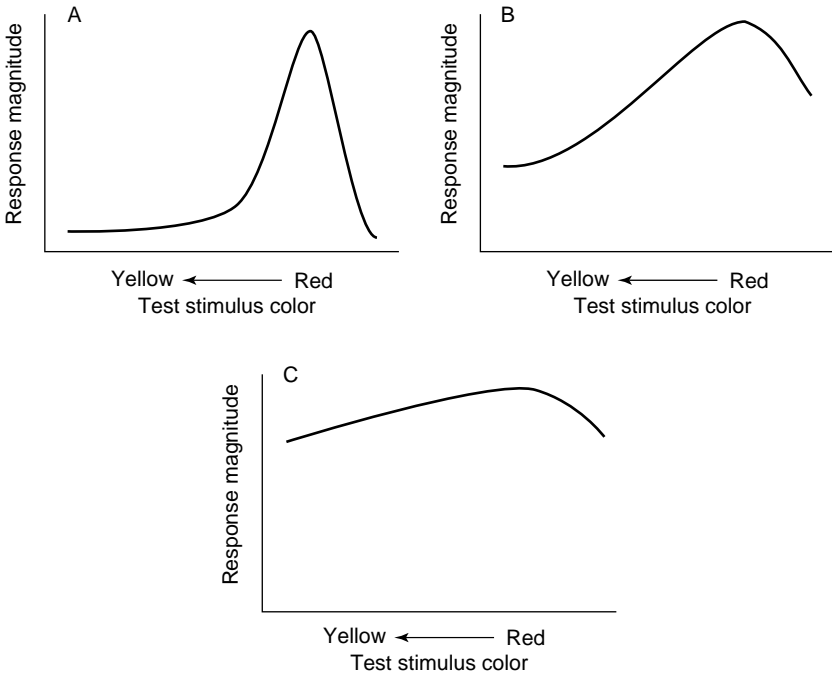 A
Response magnitude
Yellow Red
Test stimulus color
B
Response magnitude
Yellow Red
Test stimulus color
C
Response magnitude
Yellow Red
Test stimulus color